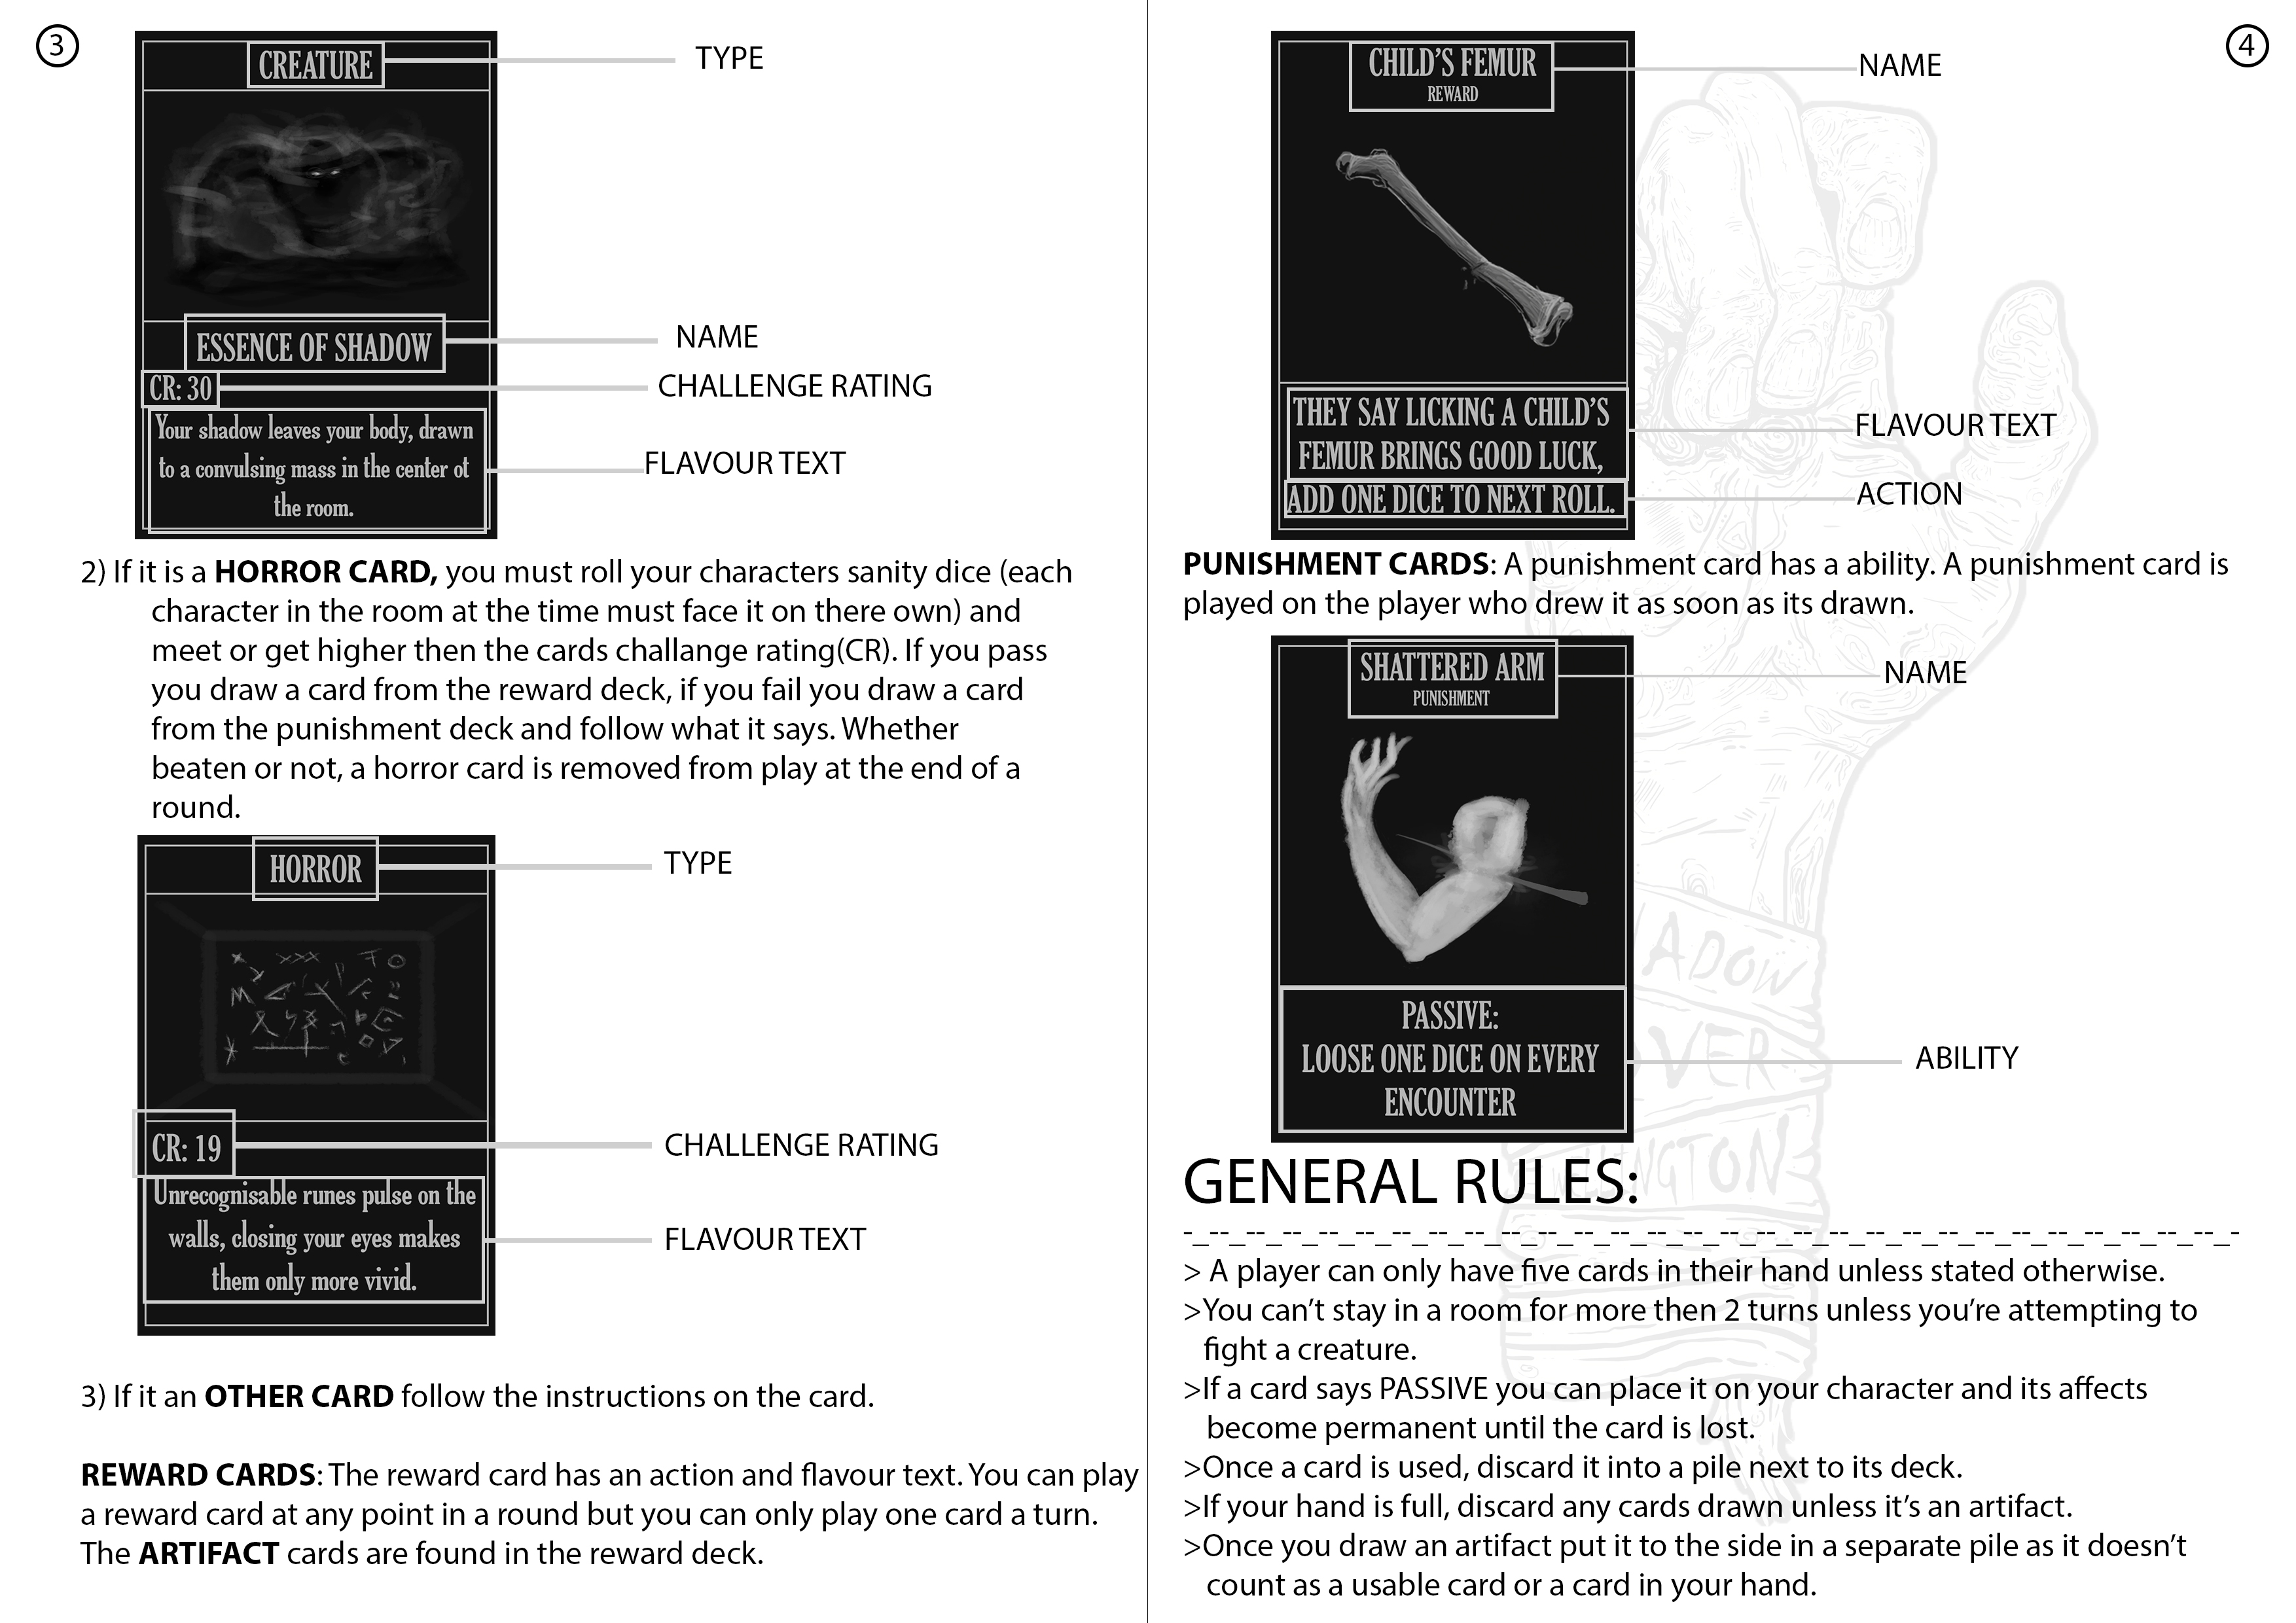 3
CREATURE
TYPE
ESSENCE OF SHADOW
NAME
CR: 30
CHALLENGE RATING
Your shadow leaves your body, drawn
to a convulsing mass in the center ot
the room.
FLAVOUR TEXT
2) If it is a HORROR CARD, you must roll your characters sanity dice (each
character in the room at the time must face it on there own) and
meet or get higher then the cards challange rating(CR). If you pass
you draw a card from the reward deck, if you fail you draw a card
from the punishment deck and follow what it says. Whether
beaten or not, a horror card is removed from play at the end of a
round.
HORROR
TYPE
CR: 19
CHALLENGE RATING
Unrecognisable runes pulse on the
walls, closing your eyes makes
them only more vivid.
FLAVOUR TEXT
3) If it an OTHER CARD follow the instructions on the card.
REWARD CARDS: The reward card has an action and flavour text. You can play
a reward card at any point in a round but you can only play one card a turn.
The ARTIFACT cards are found in the reward deck.
4
CHILD'S FEMUR
REWARD
NAME
THEY SAY LICKING A CHILD'S
FEMUR BRINGS GOOD LUCK,
FLAVOUR TEXT
ADD ONE DICE TO NEXT ROLL.
ACTION
PUNISHMENT CARDS: A punishment card has a ability. A punishment card is
played on the player who drew it as soon as its drawn.
SHATTERED ARM
PUNISHMENT
NAME
PASSIVE:
LOOSE ONE DICE ON EVERY
ENCOUNTER
ABILITY
ADOW
VER
LLINGTON
GENERAL RULES:
-_--_--_--_--_--_--_--_--_--_--_--_--_--_--_--_--_--_--_--_--_--_--_--_--_--_--_--_--_-
> A player can only have five cards in their hand unless stated otherwise.
>You can't stay in a room for more then 2 turns unless you're attempting to
fight a creature.
>If a card says PASSIVE you can place it on your character and its affects
become permanent until the card is lost.
>Once a card is used, discard it into a pile next to its deck.
>If your hand is full, discard any cards drawn unless it's an artifact.
>Once you draw an artifact put it to the side in a separate pile as it doesn't
count as a usable card or a card in your hand.